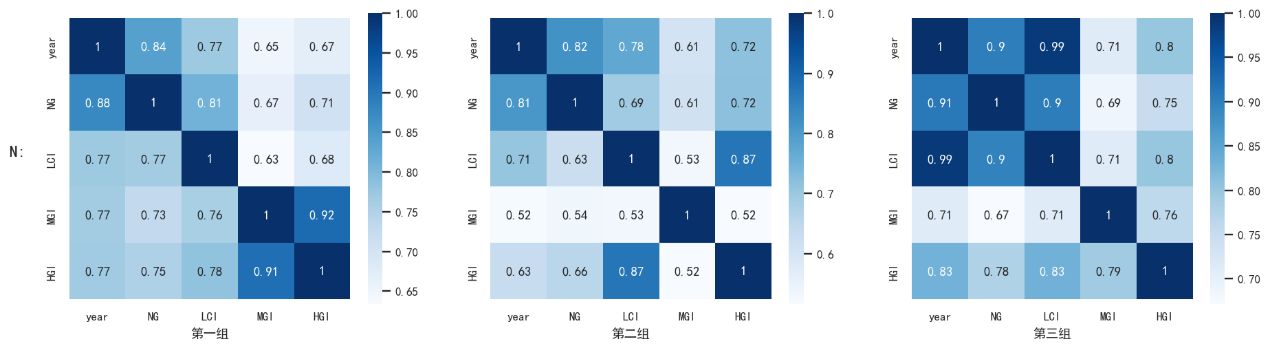 N:
year 1 0.84 0.77 0.65 0.67
NG 0.88 1 0.81 0.67 0.71
LCI 0.77 0.77 1 0.63 0.68
MGI 0.77 0.73 0.76 1 0.92
HGI 0.77 0.75 0.78 0.91 1
year NG LCI MGI HGI
第一组
1.00
0.95
0.90
0.85
0.80
0.75
0.70
0.65
year 1 0.82 0.78 0.61 0.72
NG 0.81 1 0.69 0.61 0.72
LCI 0.71 0.63 1 0.53 0.87
MGI 0.52 0.54 0.53 1 0.52
HGI 0.63 0.66 0.87 0.52 1
year NG LCI MGI HGI
第二组
1.0
0.9
0.8
0.7
0.6
year 1 0.9 0.99 0.71 0.8
NG 0.91 1 0.9 0.69 0.75
LCI 0.99 0.9 1 0.71 0.8
MGI 0.71 0.67 0.71 1 0.76
HGI 0.83 0.78 0.83 0.79 1
year NG LCI MGI HGI
第三组
1.00
0.95
0.90
0.85
0.80
0.75
0.70